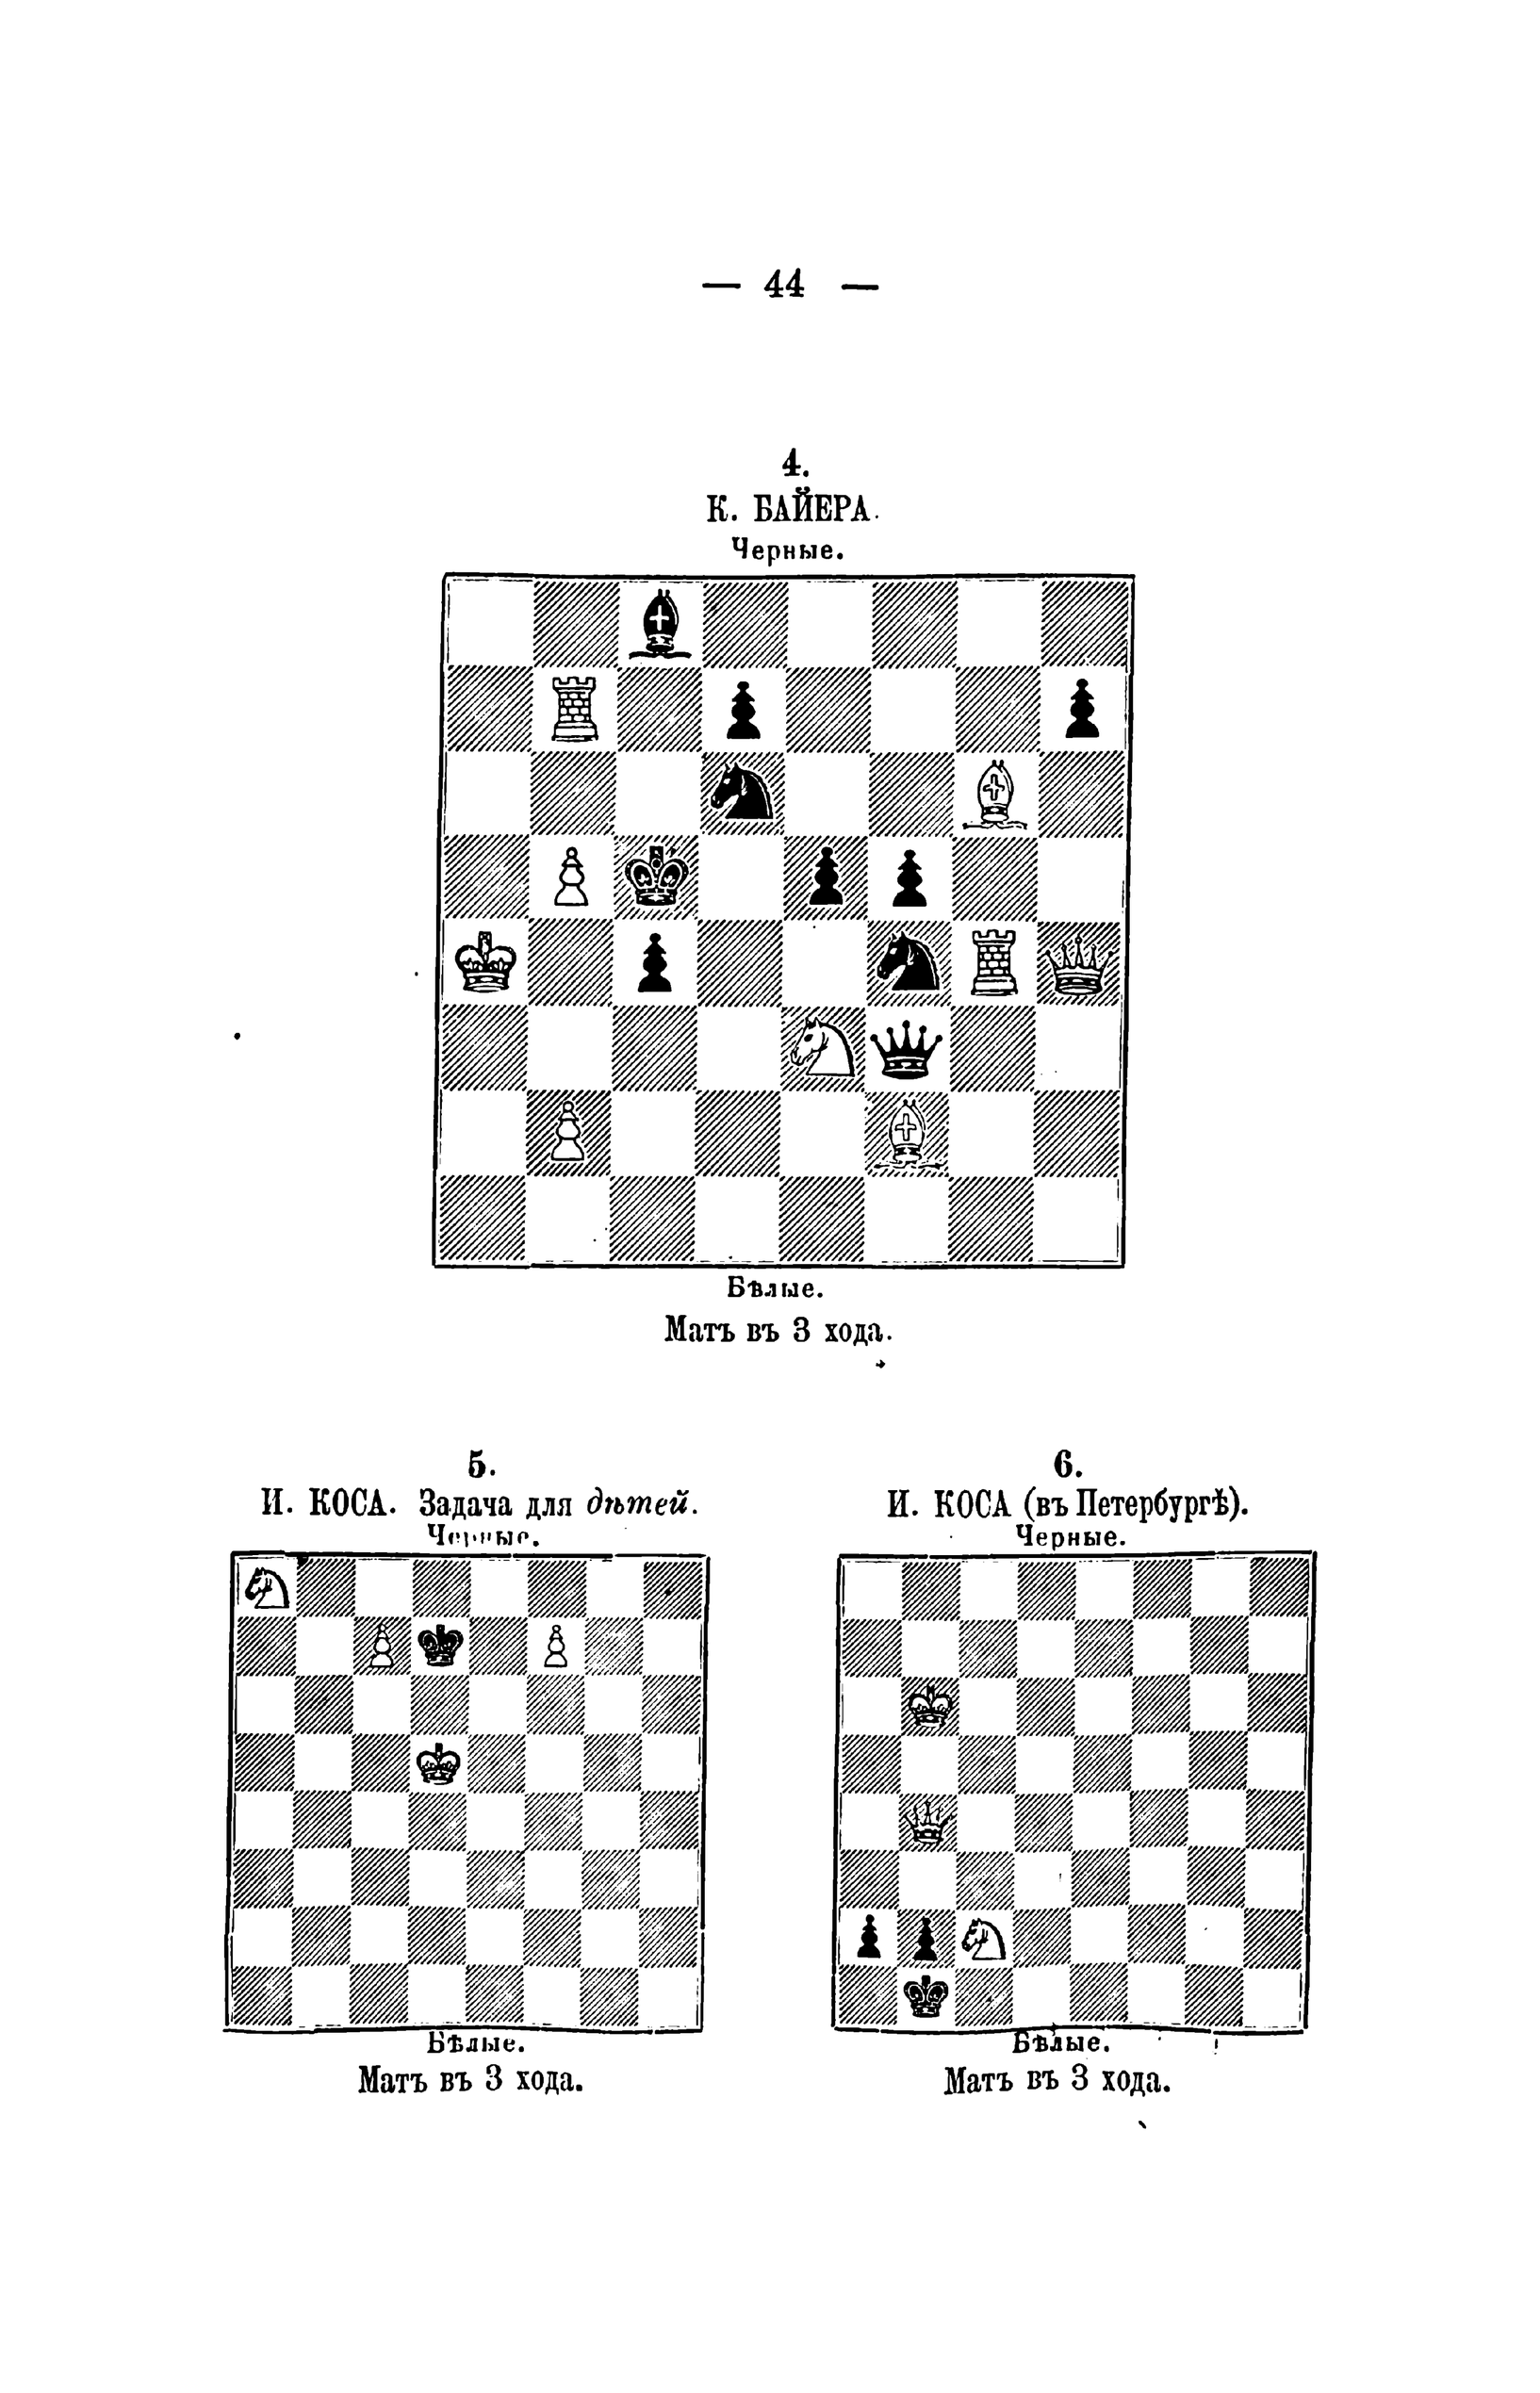 — 44 —
4.
К. БАЙЕРА.
Черные.
Бѣлые.
Матъ въ 3 хода.
5.
И. КОСА. Задача для дѣтей.
Черные.
Бѣлые.
Матъ въ 3 хода.
6.
И. КОСА (въ Петербургѣ).
Черные.
Бѣлые.
Матъ въ 3 хода.